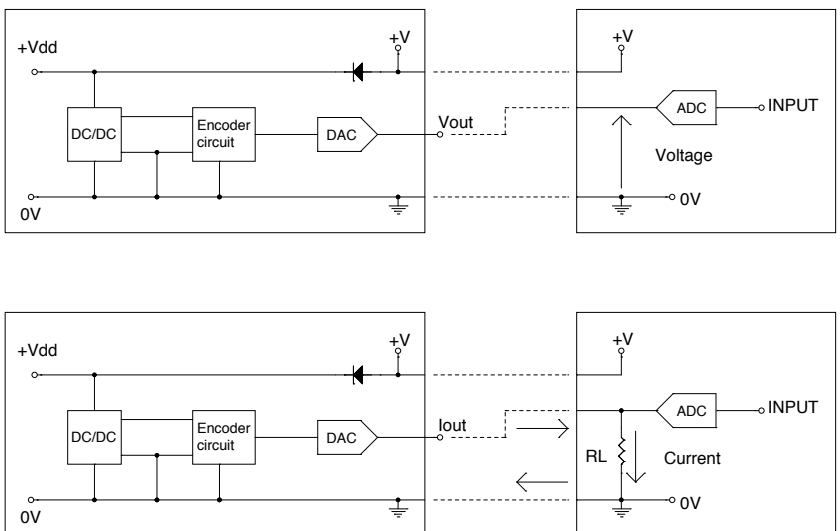 +V
+V
+Vdd
Vout
ADC
INPUT
DC/DC
Encoder
circuit
DAC
Voltage
0V
0V
+V
+V
+Vdd
Iout
ADC
INPUT
DC/DC
Encoder
circuit
DAC
RL
Current
0V
0V